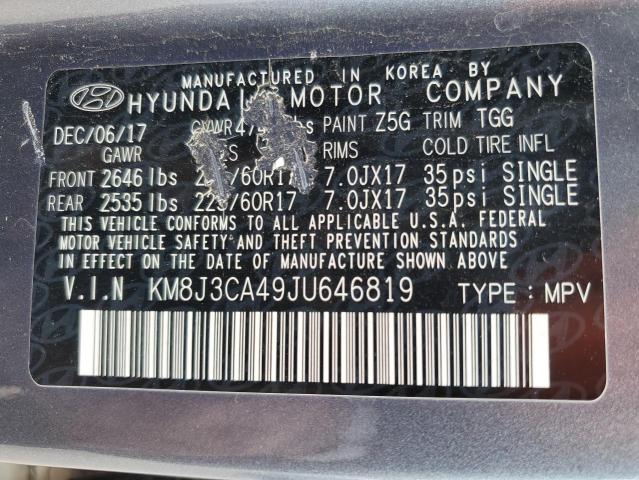 MANUFACTURED IN KOREA BY
HYUNDAI MOTOR COMPANY
DEC/06/17 PAINT Z5G TRIM TGG
GAWR RIMS COLD TIRE INFL
FRONT 2646 lbs 7.0JX17 35psi SINGLE
REAR 2535 lbs 7.0JX17 35psi SINGLE
THIS VEHICLE CONFORMS TO ALL APPLICABLE U.S.A. FEDERAL
MOTOR VEHICLE SAFETY AND THEFT PREVENTION STANDARDS
IN EFFECT ON THE DATE OF MANUFACTURE SHOWN ABOVE
V.I.N KM8J3CA49JU646819 TYPE : MPV